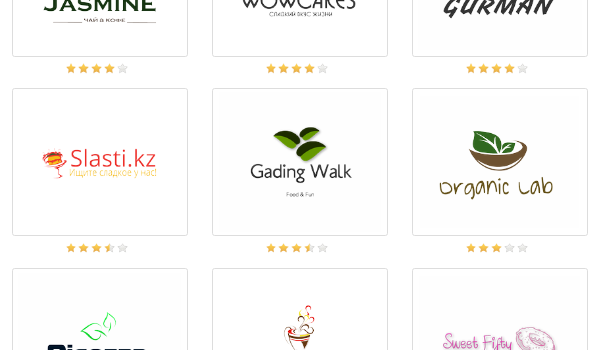 JASMINE
ЧАЙ & КОФЕ
WOWCAKES
СЛАДКИЙ ВКУС ЖИЗНИ
GURMAN
Slasti.kz
Ищите сладкое у нас!
Gading Walk
Food & Fun
Organic Lab
Sweet Fifty